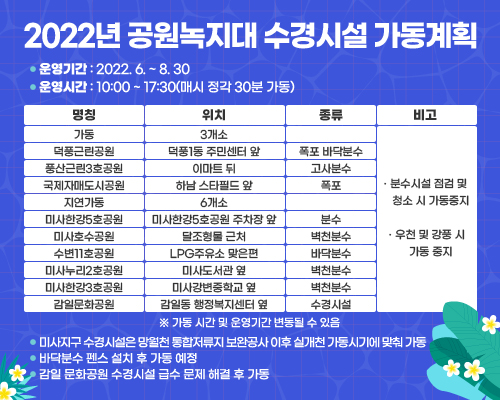 2022년 공원녹지대 수경시설 가동계획
운영기간 : 2022. 6. ~ 8. 30
운영시간 : 10:00 ~ 17:30(매시 정각 30분 가동)
명칭 위치 종류 비고
가동 3개소
덕풍근린공원 덕풍1동 주민센터 앞 폭포 바닥분수
풍산근린3호공원 이마트 뒤 고사분수
국제자매도시공원 하남 스타필드 앞 폭포
지연가동 6개소
미사한강5호공원 미사한강5호공원 주차장 앞 분수
미사호수공원 달조형물 근처 벽천분수
수변11호공원 LPG주유소 맞은편 바닥분수
미사누리2호공원 미사도서관 옆 벽천분수
미사한강3호공원 미사강변중학교 옆 벽천분수
감일문화공원 감일동 행정복지센터 옆 수경시설
· 분수시설 점검 및
청소 시 가동중지
· 우천 및 강풍 시
가동 중지
※ 가동 시간 및 운영기간 변동될 수 있음
미사지구 수경시설은 망월천 통합저류지 보완공사 이후 실개천 가동시기에 맞춰 가동
바닥분수 펜스 설치 후 가동 예정
감일 문화공원 수경시설 급수 문제 해결 후 가동